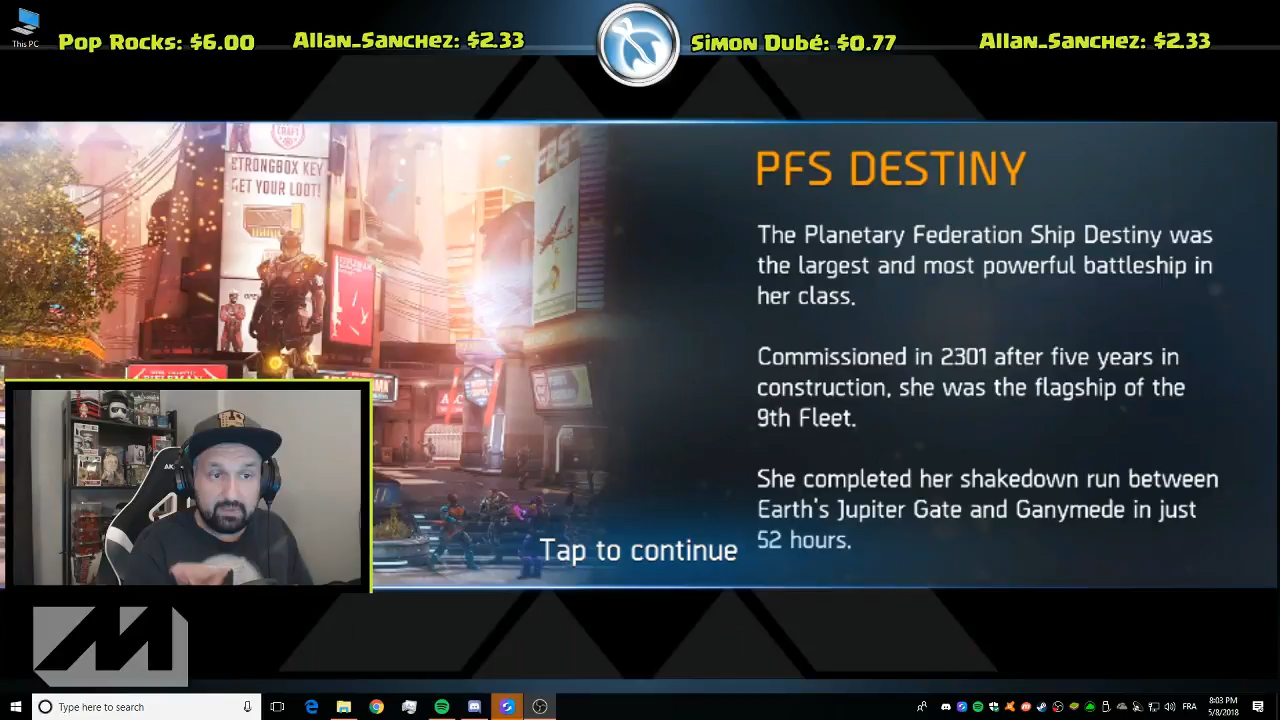 This PC
Pop Rocks: $6.00
Allan_Sanchez: $2.33
Simon Dubé: $0.77
Allan_Sanchez: $2.33
CRAFT
STRONGBOX KEY
GET YOUR LOOT!
PFS DESTINY
The Planetary Federation Ship Destiny was
the largest and most powerful battleship in
her class.
Commissioned in 2301 after five years in
construction, she was the flagship of the
9th Fleet.
She completed her shakedown run between
Earth's Jupiter Gate and Ganymede in just
52 hours.
Tap to continue
M
Type here to search
FRA
8:03 PM
5/8/2018